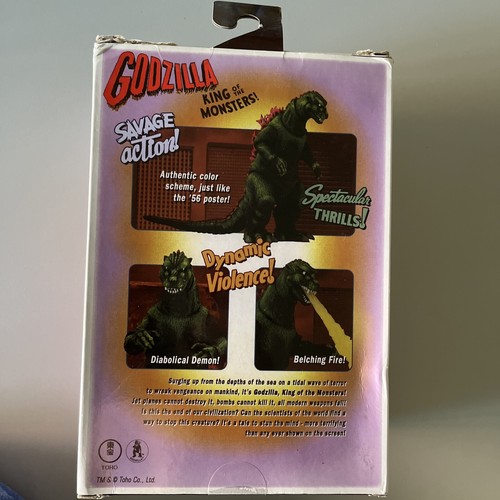 GODZILLA
KING OF THE
MONSTERS!
SAVAGE
action!
Authentic color
scheme, just like
the '56 poster!
Spectacular
THRILLS!
Dynamic
Violence!
Diabolical Demon!
Belching Fire!
Surging up from the depths of the sea on a tidal wave of terror
to wreak vengeance on mankind, it's Godzilla, King of the Monsters!
Jet planes cannot destroy it, bombs cannot kill it, all modern weapons fail!
Is this the end of our civilization? Can the scientists of the world find a
way to stop this creature? It's a tale to stun the mind - more terrifying
than any ever shown on the screen!
東宝
TOHO
TM & © Toho Co., Ltd.